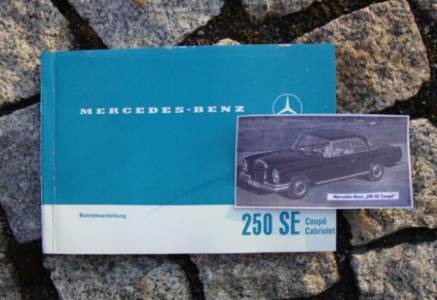 MERCEDES-BENZ
Betriebsanleitung
250 SE Coupé
Cabriolet
Mercedes-Benz „250 SE Coupé"